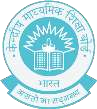 केन्द्रीय माध्यमिक शिक्षा बोर्ड
भारत
असतो मा सद्गमय